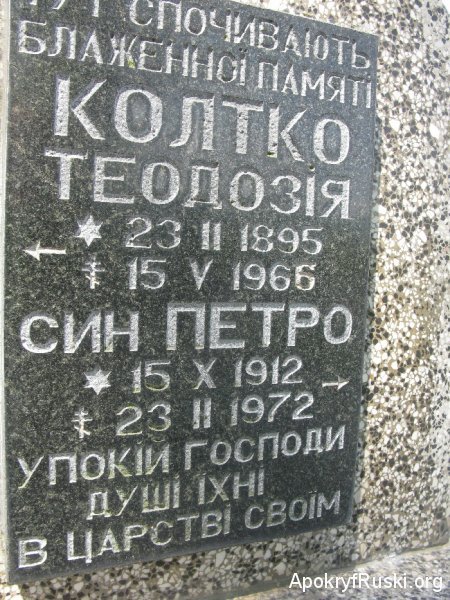 ТУТ СПОЧИВАЮТЬ
БЛАЖЕННОЇ ПАМЯТІ
КОЛТКО
ТЕОДОЗІЯ
23 II 1895
← 
15 V 1966
СИН ПЕТРО
15 X 1912 →
23 II 1972
УПОКІЙ ГОСПОДИ
ДУШІ ЇХНІ
В ЦАРСТВІ СВОЇМ
ApokryfRuski.org